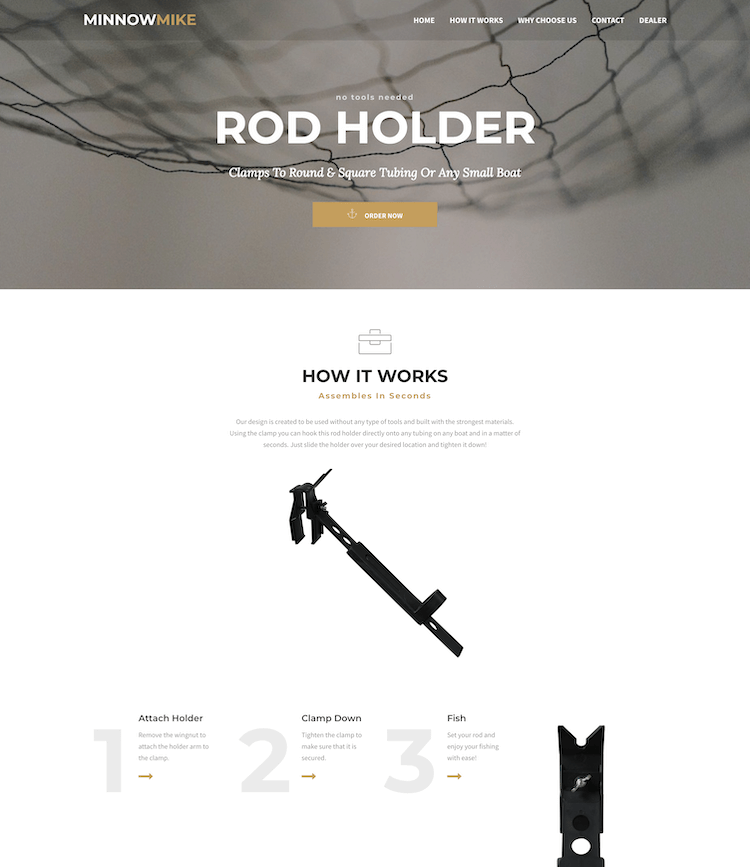 MINNOWMIKE
HOME HOW IT WORKS WHY CHOOSE US CONTACT DEALER
no tools needed
ROD HOLDER
Clamps To Round & Square Tubing Or Any Small Boat
ORDER NOW
HOW IT WORKS
Assembles In Seconds
Our design is created to be used without any type of tools and built with the strongest materials.
Using the clamp you can hook this rod holder directly onto any tubing on any boat and in a matter of
seconds. Just slide the holder over your desired location and tighten it down!
1
Attach Holder
Remove the wingnut to
attach the holder arm to
the clamp.
2
Clamp Down
Tighten the clamp to
make sure that it is
secured.
3
Fish
Set your rod and
enjoy your fishing
with ease!